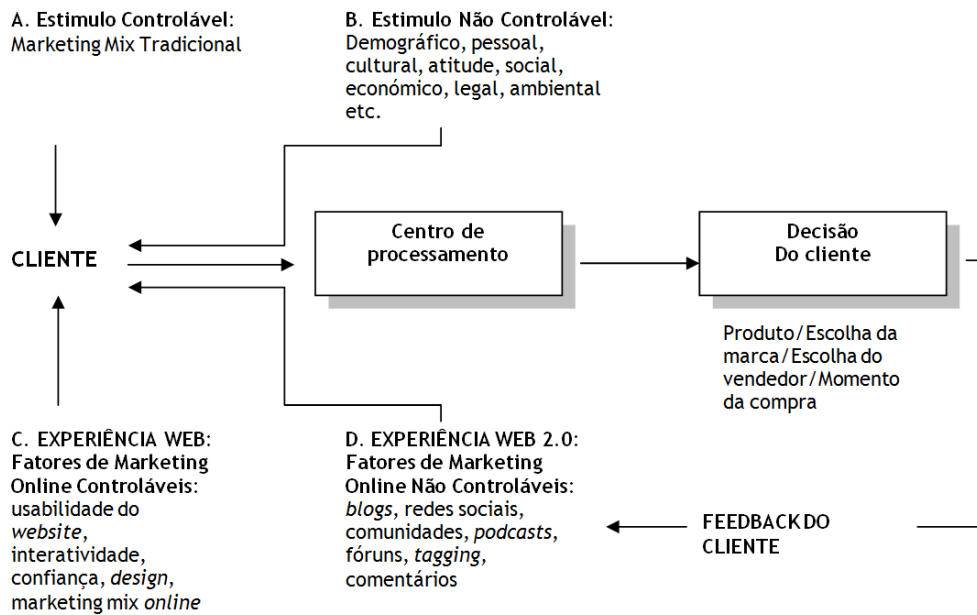 A. Estimulo Controlável:
Marketing Mix Tradicional
B. Estimulo Não Controlável:
Demográfico, pessoal,
cultural, atitude, social,
económico, legal, ambiental
etc.
CLIENTE
Centro de
processamento
Decisão
Do cliente
Produto/Escolha da
marca/Escolha do
vendedor/Momento
da compra
C. EXPERIÊNCIA WEB:
Fatores de Marketing
Online Controláveis:
usabilidade do
website,
interatividade,
confiança, design,
marketing mix online
D. EXPERIÊNCIA WEB 2.0:
Fatores de Marketing
Online Não Controláveis:
blogs, redes sociais,
comunidades, podcasts,
fóruns, tagging,
comentários
FEEDBACK DO
CLIENTE